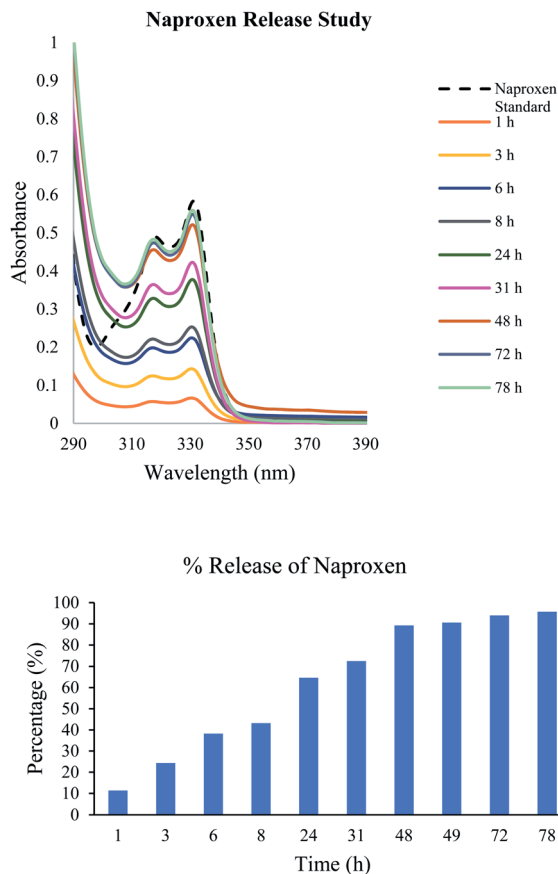 Naproxen Release Study
Absorbance
1
0.9
0.8
0.7
0.6
0.5
0.4
0.3
0.2
0.1
0
290 310 330 350 370 390
Wavelength (nm)
Naproxen
Standard
1 h
3 h
6 h
8 h
24 h
31 h
48 h
72 h
78 h
% Release of Naproxen
Percentage (%)
100
90
80
70
60
50
40
30
20
10
0
1 3 6 8 24 31 48 49 72 78
Time (h)